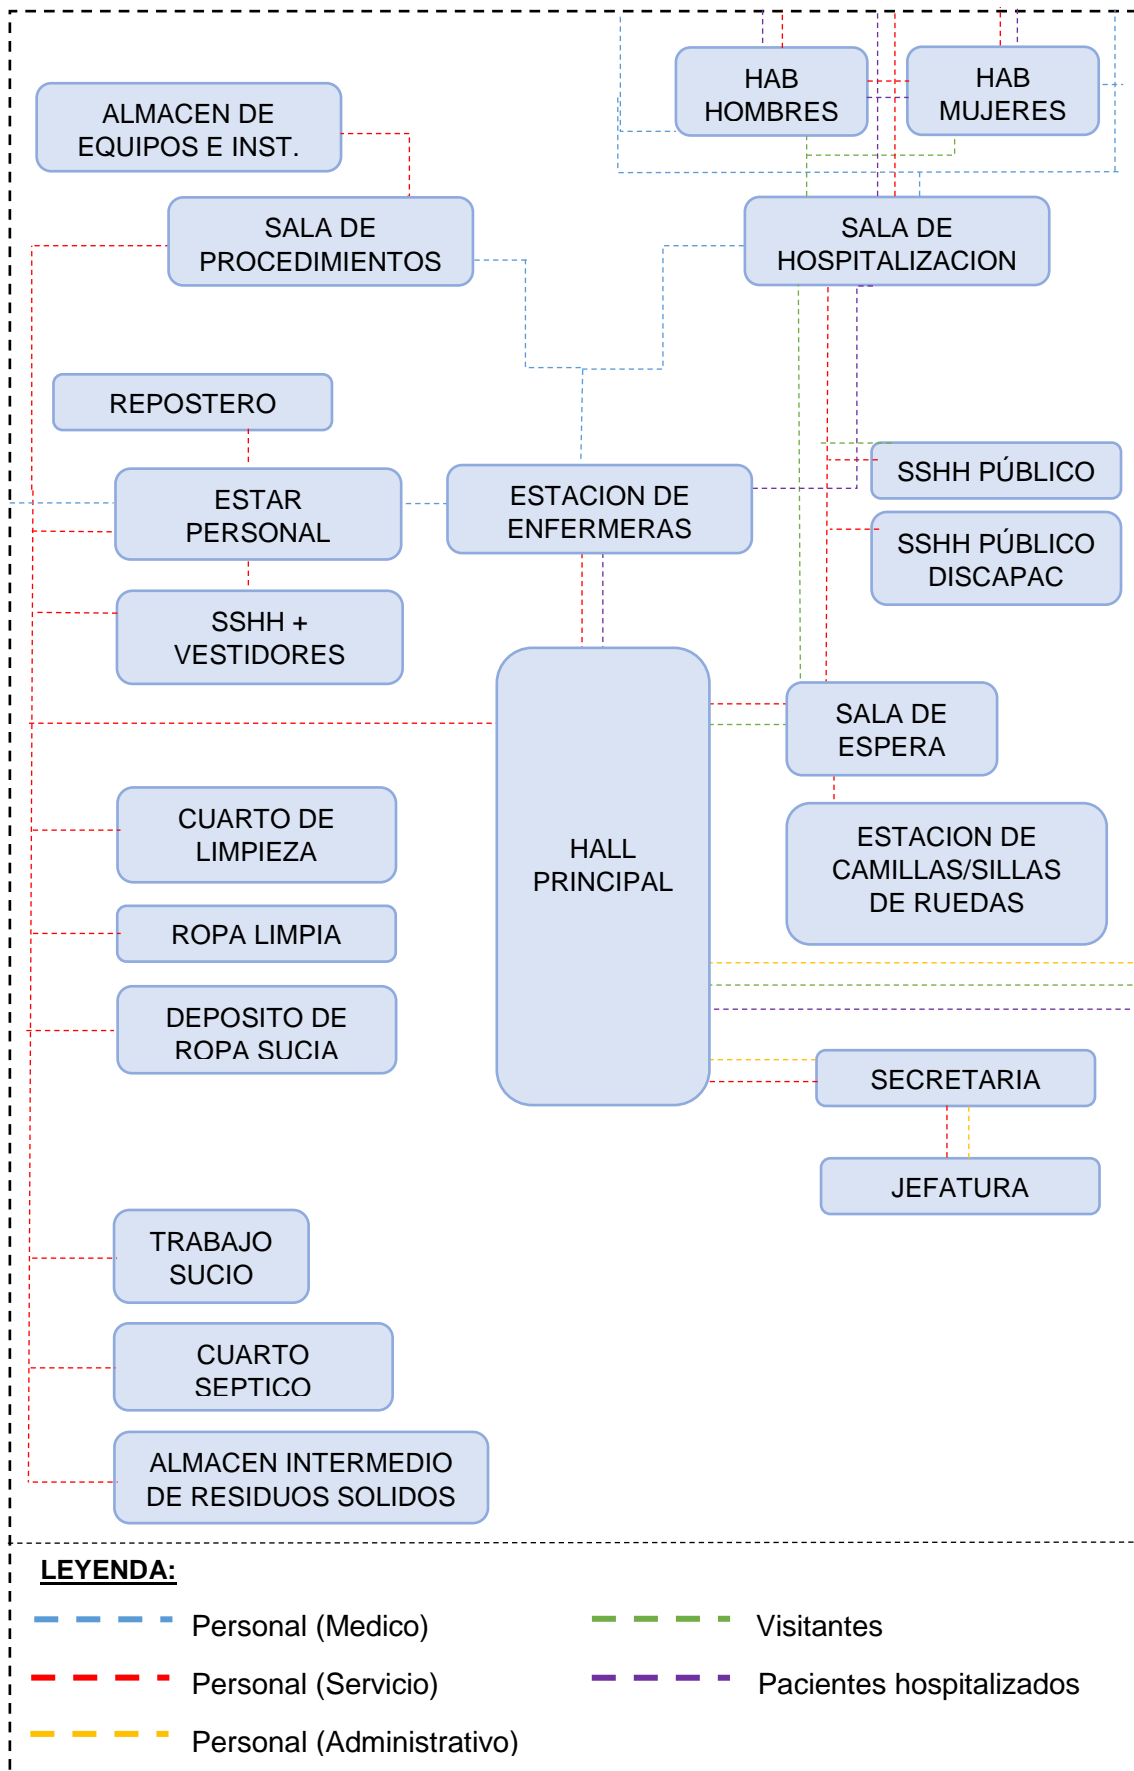 HAB
HOMBRES
HAB
MUJERES
ALMACEN DE
EQUIPOS E INST.
SALA DE
PROCEDIMIENTOS
SALA DE
HOSPITALIZACION
REPOSTERO
ESTAR
PERSONAL
ESTACION DE
ENFERMERAS
SSHH PÚBLICO
SSHH PÚBLICO
DISCAPAC
SSHH +
VESTIDORES
SALA DE
ESPERA
CUARTO DE
LIMPIEZA
HALL
PRINCIPAL
ESTACION DE
CAMILLAS/SILLAS
DE RUEDAS
ROPA LIMPIA
DEPOSITO DE
ROPA SUCIA
SECRETARIA
JEFATURA
TRABAJO
SUCIO
CUARTO
SEPTICO
ALMACEN INTERMEDIO
DE RESIDUOS SOLIDOS
LEYENDA:
Personal (Medico)
Visitantes
Personal (Servicio)
Pacientes hospitalizados
Personal (Administrativo)